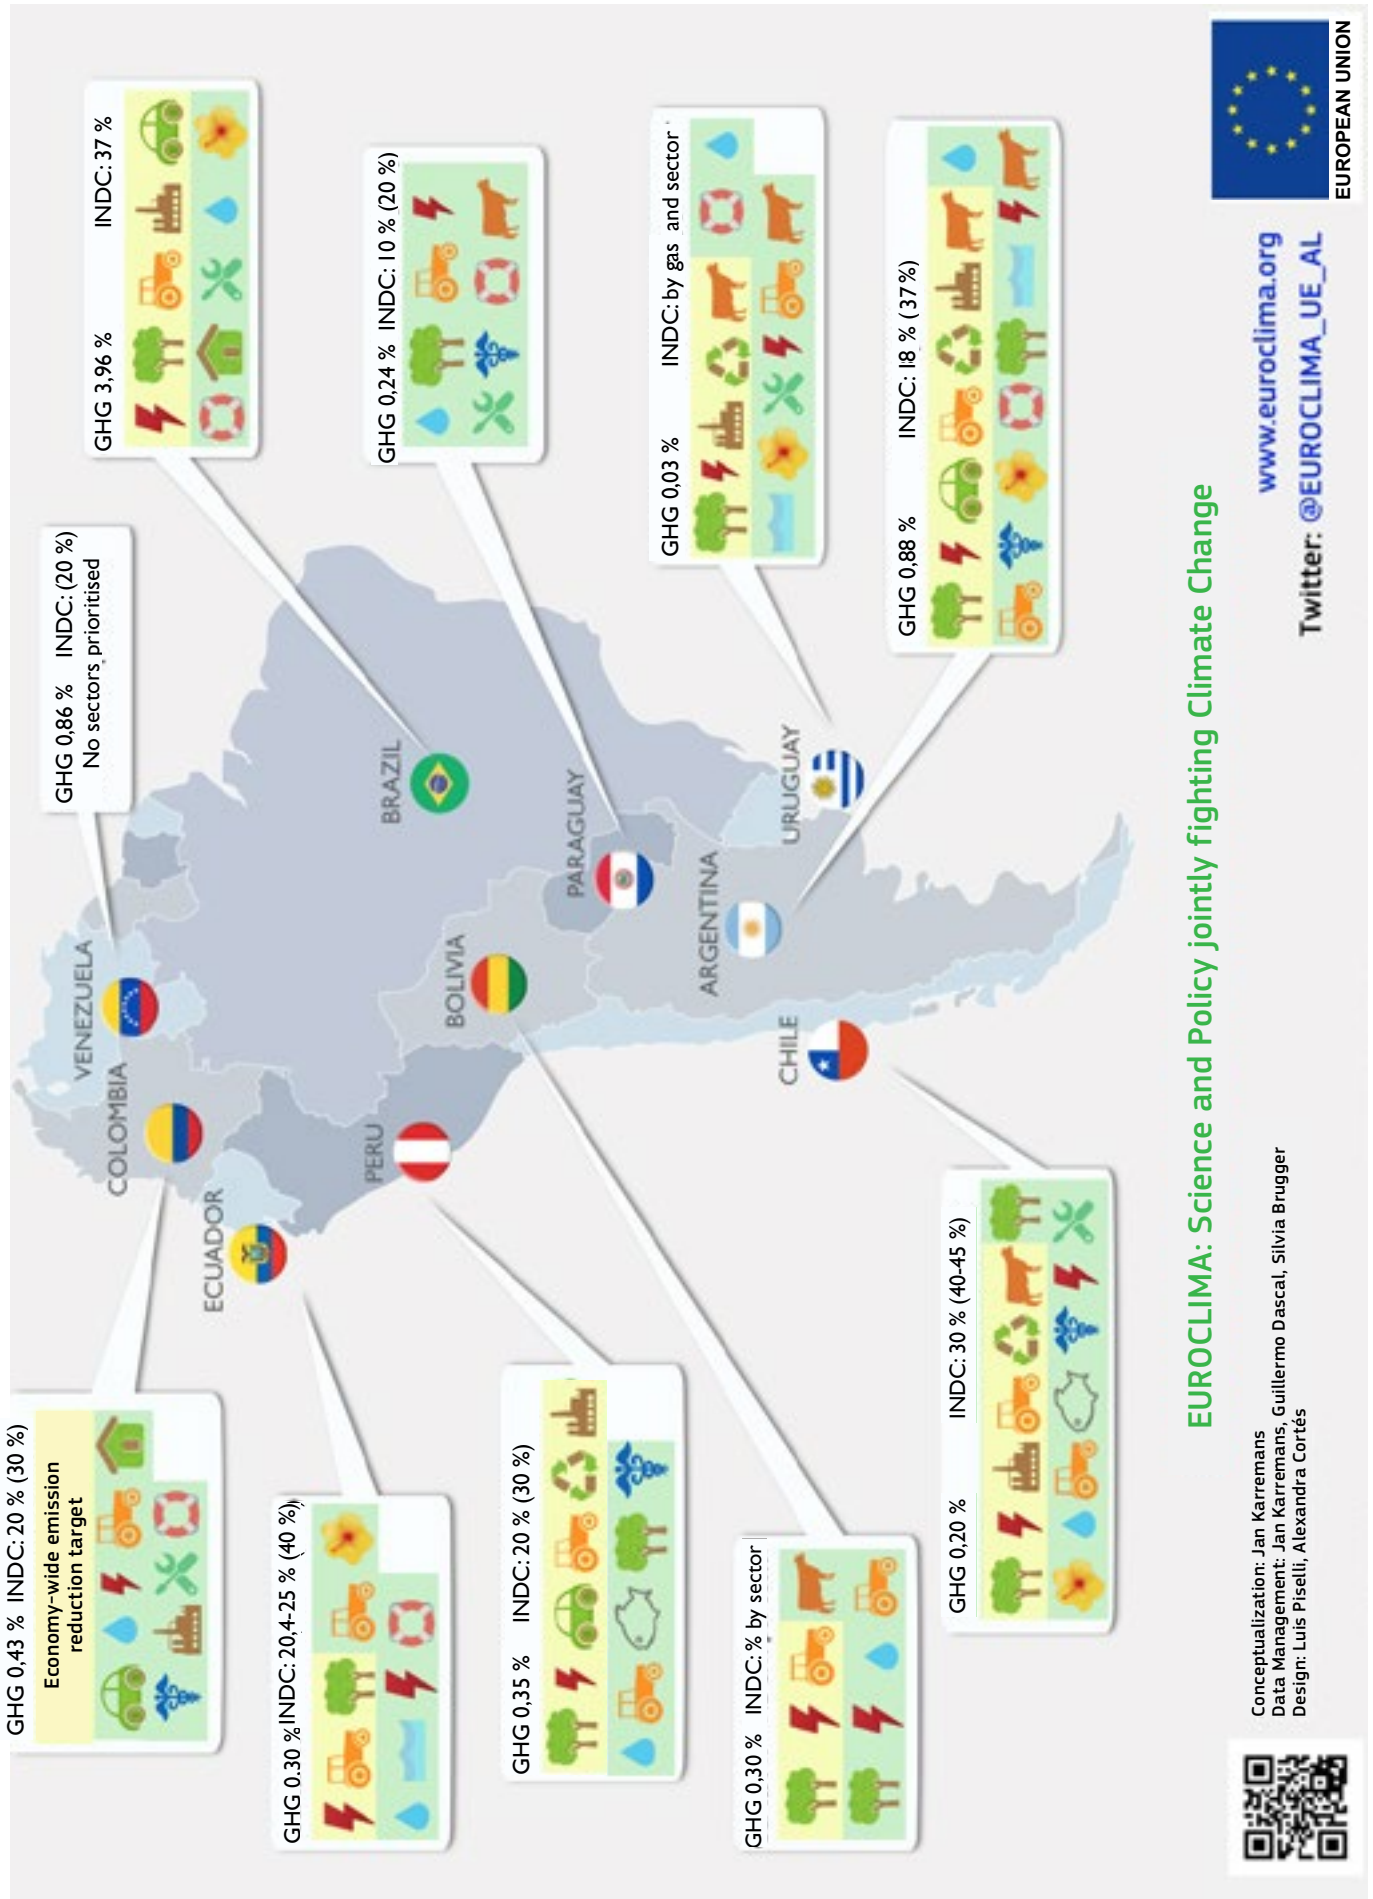 GHG 0,43 % INDC: 20 % (30 %)
Economy-wide emission
reduction target
GHG 0,86 % INDC: (20 %)
No sectors prioritised
GHG 3,96 % INDC: 37 %
VENEZUELA
COLOMBIA
ECUADOR
GHG 0.30 % INDC: 20,4-25 % (40 %)
BRAZIL
GHG 0,24 % INDC: 10 % (20 %)
PERU
BOLIVIA
PARAGUAY
GHG 0,35 % INDC: 20 % (30 %)
GHG 0,03 % INDC: by gas and sector
ARGENTINA
URUGUAY
CHILE
GHG 0,30 % INDC: % by sector
GHG 0,88 % INDC: 18 % (37%)
GHG 0,20 % INDC: 30 % (40-45 %)
EUROCLIMA: Science and Policy jointly fighting Climate Change
Conceptualization: Jan Karremans
Data Management: Jan Karremans, Guillermo Dascal, Silvia Brugger
Design: Luis Piselli, Alexandra Cortés
www.euroclima.org
Twitter: @EUROCLIMA_UE_AL
EUROPEAN UNION